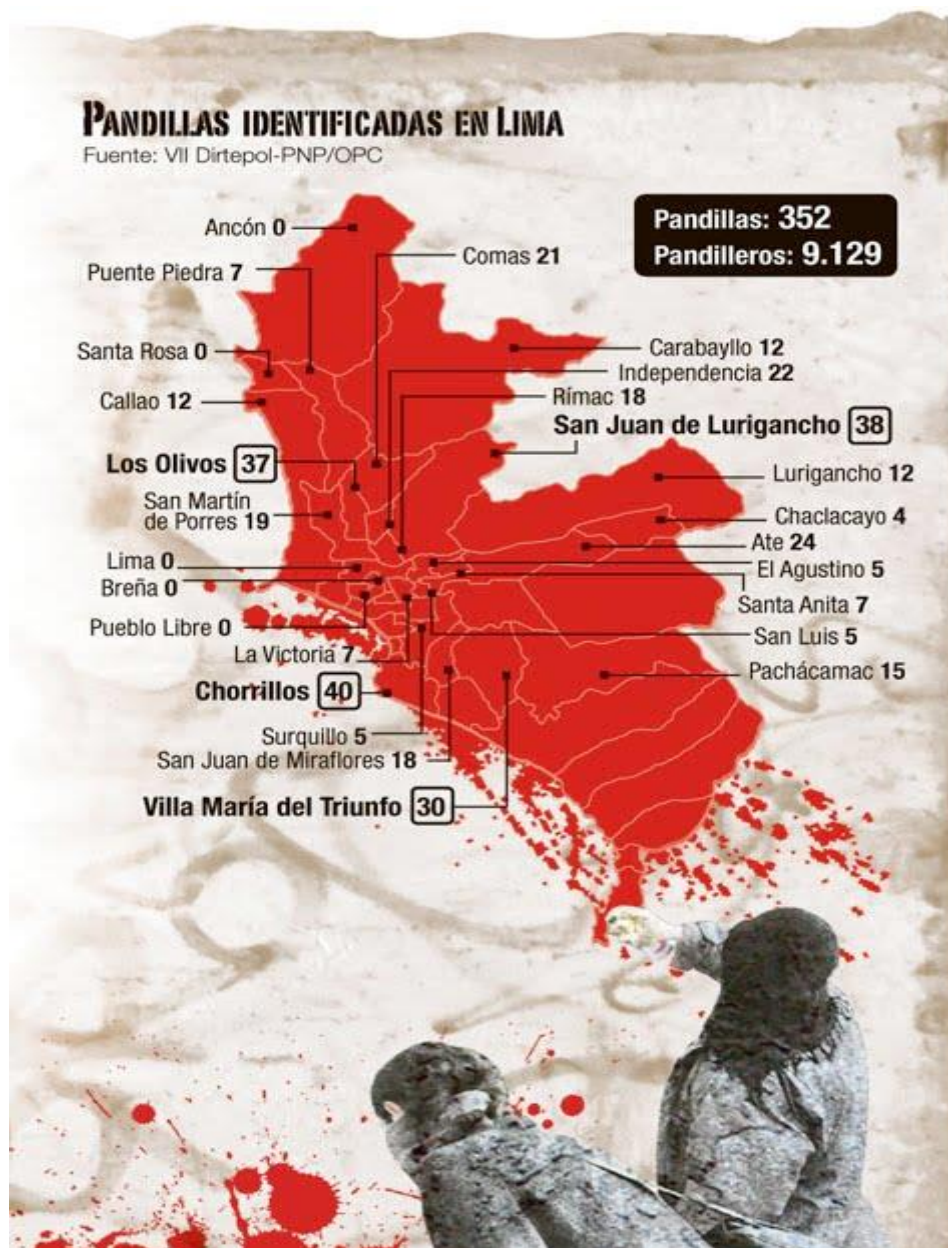 PANDILLAS IDENTIFICADAS EN LIMA
Fuente: VII Dirtepol-PNP/OPC
Pandillas: 352
Pandilleros: 9.129
Ancón 0
Comas 21
Puente Piedra 7
Santa Rosa 0
Carabayllo 12
Independencia 22
Callao 12
Rímac 18
San Juan de Lurigancho 38
Los Olivos 37
Lurigancho 12
San Martín
de Porres 19
Chaclacayo 4
Ate 24
Lima 0
El Agustino 5
Breña 0
Santa Anita 7
Pueblo Libre 0
San Luis 5
La Victoria 7
Pachácamac 15
Chorrillos 40
Surquillo 5
San Juan de Miraflores 18
Villa María del Triunfo 30